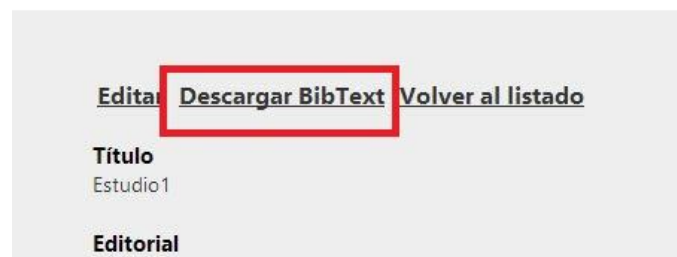 Editar Descargar BibText Volver al listado
Título
Estudio1
Editorial